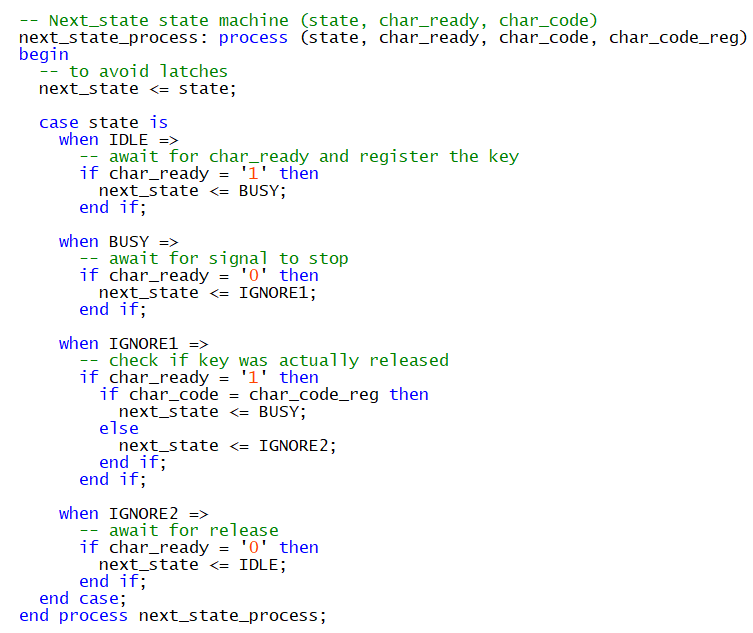 -- Next_state state machine (state, char_ready, char_code)
next_state_process: process (state, char_ready, char_code, char_code_reg)
begin
  -- to avoid latches
  next_state <= state;

  case state is
    when IDLE =>
      -- await for char_ready and register the key
      if char_ready = '1' then
        next_state <= BUSY;
      end if;

    when BUSY =>
      -- await for signal to stop
      if char_ready = '0' then
        next_state <= IGNORE1;
      end if;

    when IGNORE1 =>
      -- check if key was actually released
      if char_ready = '1' then
        if char_code = char_code_reg then
          next_state <= BUSY;
        else
          next_state <= IGNORE2;
        end if;
      end if;

    when IGNORE2 =>
      -- await for release
      if char_ready = '0' then
        next_state <= IDLE;
      end if;
  end case;
end process next_state_process;